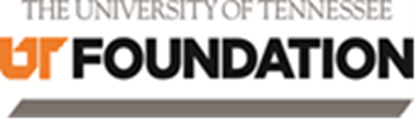 THE UNIVERSITY OF TENNESSEE
UT FOUNDATION